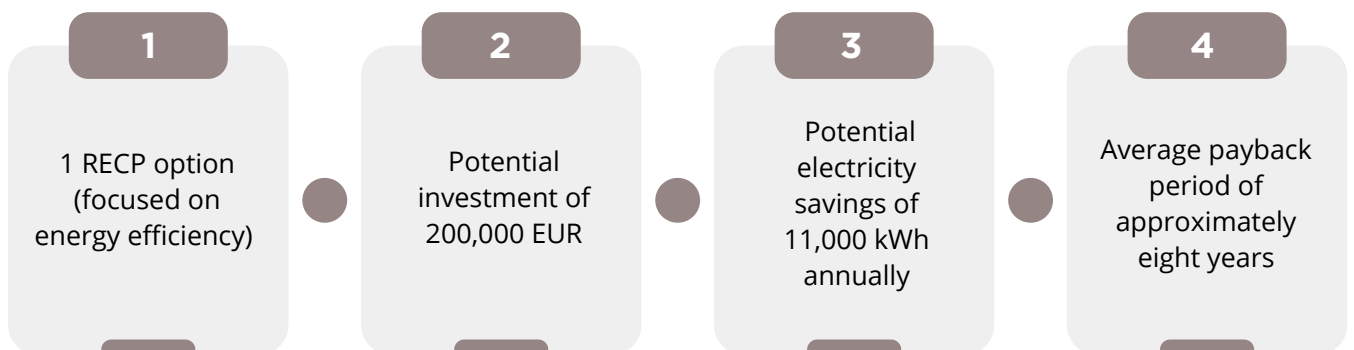 1
1 RECP option
(focused on
energy efficiency)
2
Potential
investment of
200,000 EUR
3
Potential
electricity
savings of
11,000 kWh
annually
4
Average payback
period of
approximately
eight years